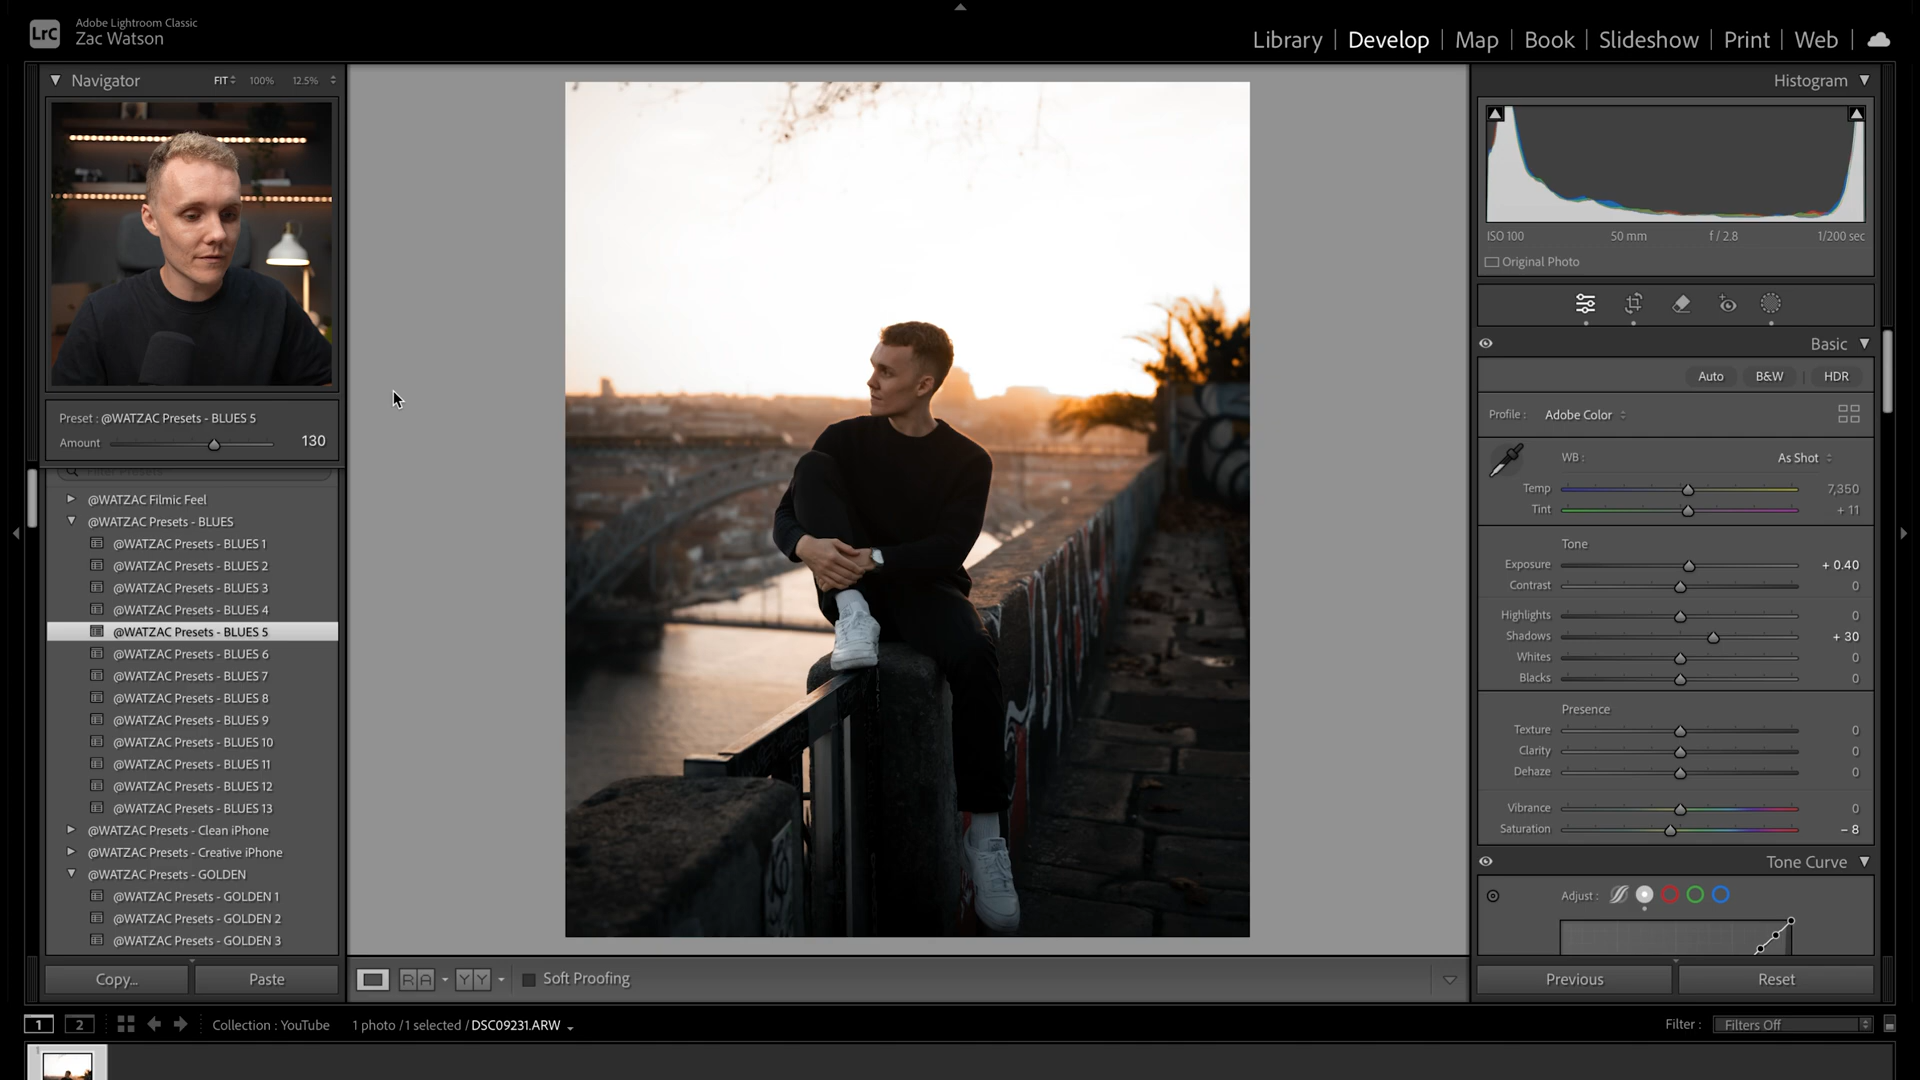 LrC
Adobe Lightroom Classic
Zac Watson
Library | Develop | Map | Book | Slideshow | Print | Web
Navigator FIT 100% 12.5%
Preset : @WATZAC Presets - BLUES 5
Amount 130
Filter Presets
@WATZAC Filmic Feel
@WATZAC Presets - BLUES
@WATZAC Presets - BLUES 1
@WATZAC Presets - BLUES 2
@WATZAC Presets - BLUES 3
@WATZAC Presets - BLUES 4
@WATZAC Presets - BLUES 5
@WATZAC Presets - BLUES 6
@WATZAC Presets - BLUES 7
@WATZAC Presets - BLUES 8
@WATZAC Presets - BLUES 9
@WATZAC Presets - BLUES 10
@WATZAC Presets - BLUES 11
@WATZAC Presets - BLUES 12
@WATZAC Presets - BLUES 13
@WATZAC Presets - Clean iPhone
@WATZAC Presets - Creative iPhone
@WATZAC Presets - GOLDEN
@WATZAC Presets - GOLDEN 1
@WATZAC Presets - GOLDEN 2
@WATZAC Presets - GOLDEN 3
Copy... Paste
R A Y Y Soft Proofing
Histogram
ISO 100 50 mm f / 2.8 1/200 sec
Original Photo
Basic
Auto B&W | HDR
Profile : Adobe Color
WB : As Shot
Temp 7,350
Tint + 11
Tone
Exposure + 0.40
Contrast 0
Highlights 0
Shadows + 30
Whites 0
Blacks 0
Presence
Texture 0
Clarity 0
Dehaze 0
Vibrance 0
Saturation – 8
Tone Curve
Adjust :
Previous Reset
1 2 Collection : YouTube 1 photo / 1 selected / DSC09231.ARW Filter : Filters Off
1